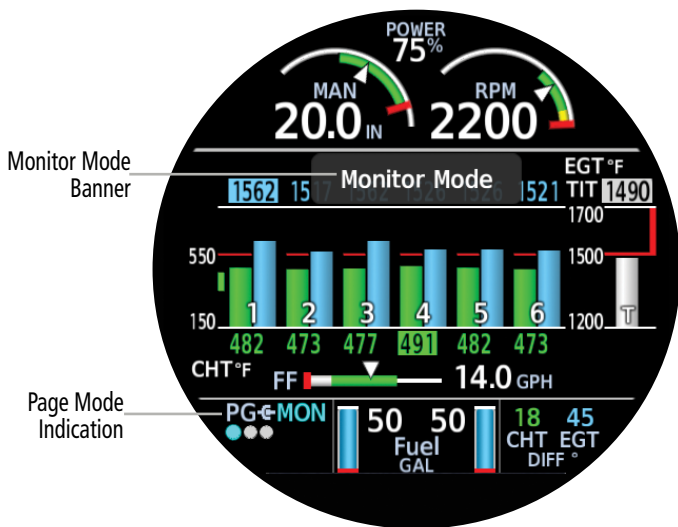 POWER
75%
MAN
20.0 IN
RPM
2200
Monitor Mode
Banner
Monitor Mode
EGT °F
1562 1521 TIT 1490
1700
550 1500
150 1200
1 2 3 4 5 6 T
482 473 477 491 482 473
CHT °F
FF 14.0 GPH
Page Mode
Indication
PG MON
50 50
Fuel
GAL
18 45
CHT EGT
DIFF °